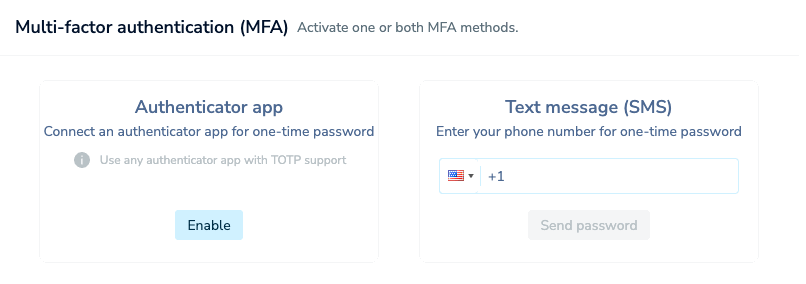 Multi-factor authentication (MFA) Activate one or both MFA methods.
Authenticator app
Connect an authenticator app for one-time password
i Use any authenticator app with TOTP support
Enable
Text message (SMS)
Enter your phone number for one-time password
+1
Send password